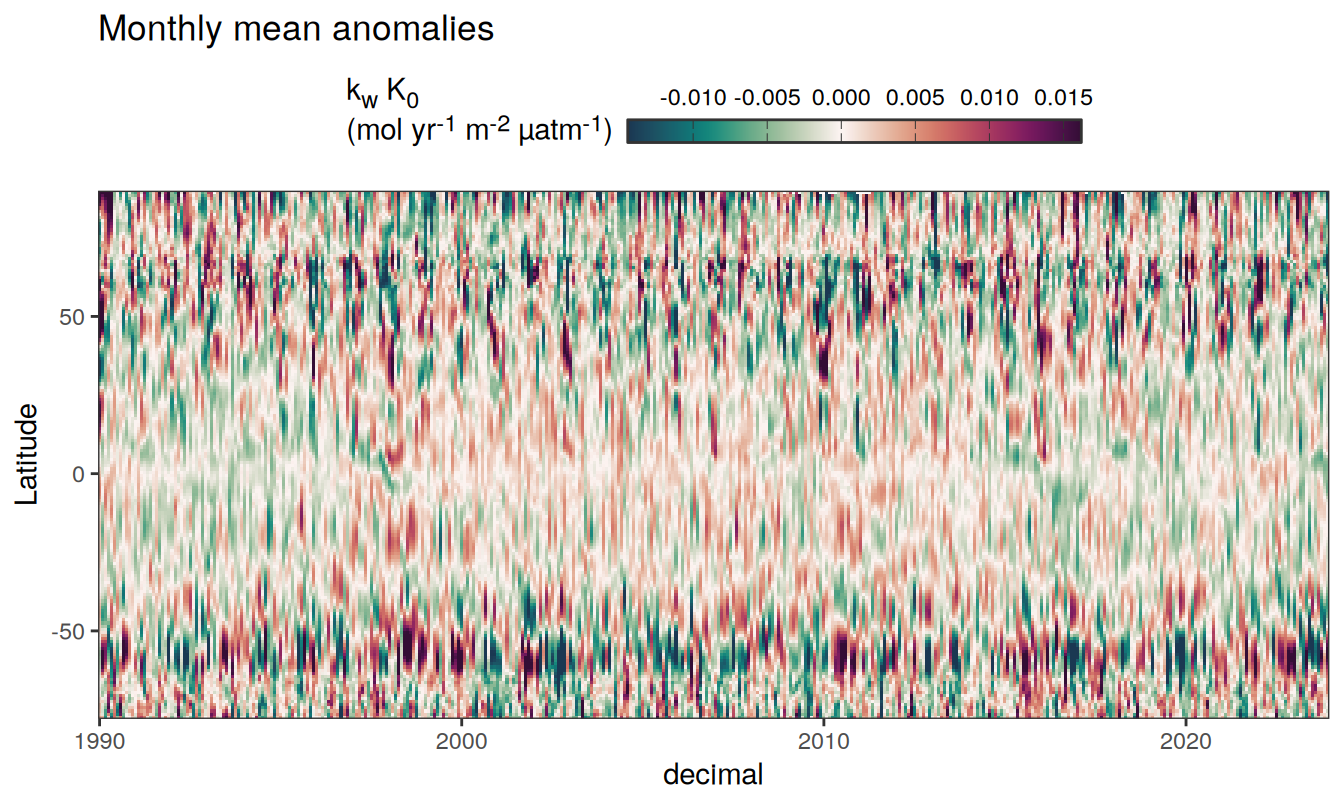 Monthly mean anomalies
k_w K_0
(mol yr⁻¹ m⁻² µatm⁻¹)
-0.010 -0.005 0.000 0.005 0.010 0.015
Latitude
50
0
-50
1990 2000 2010 2020
decimal